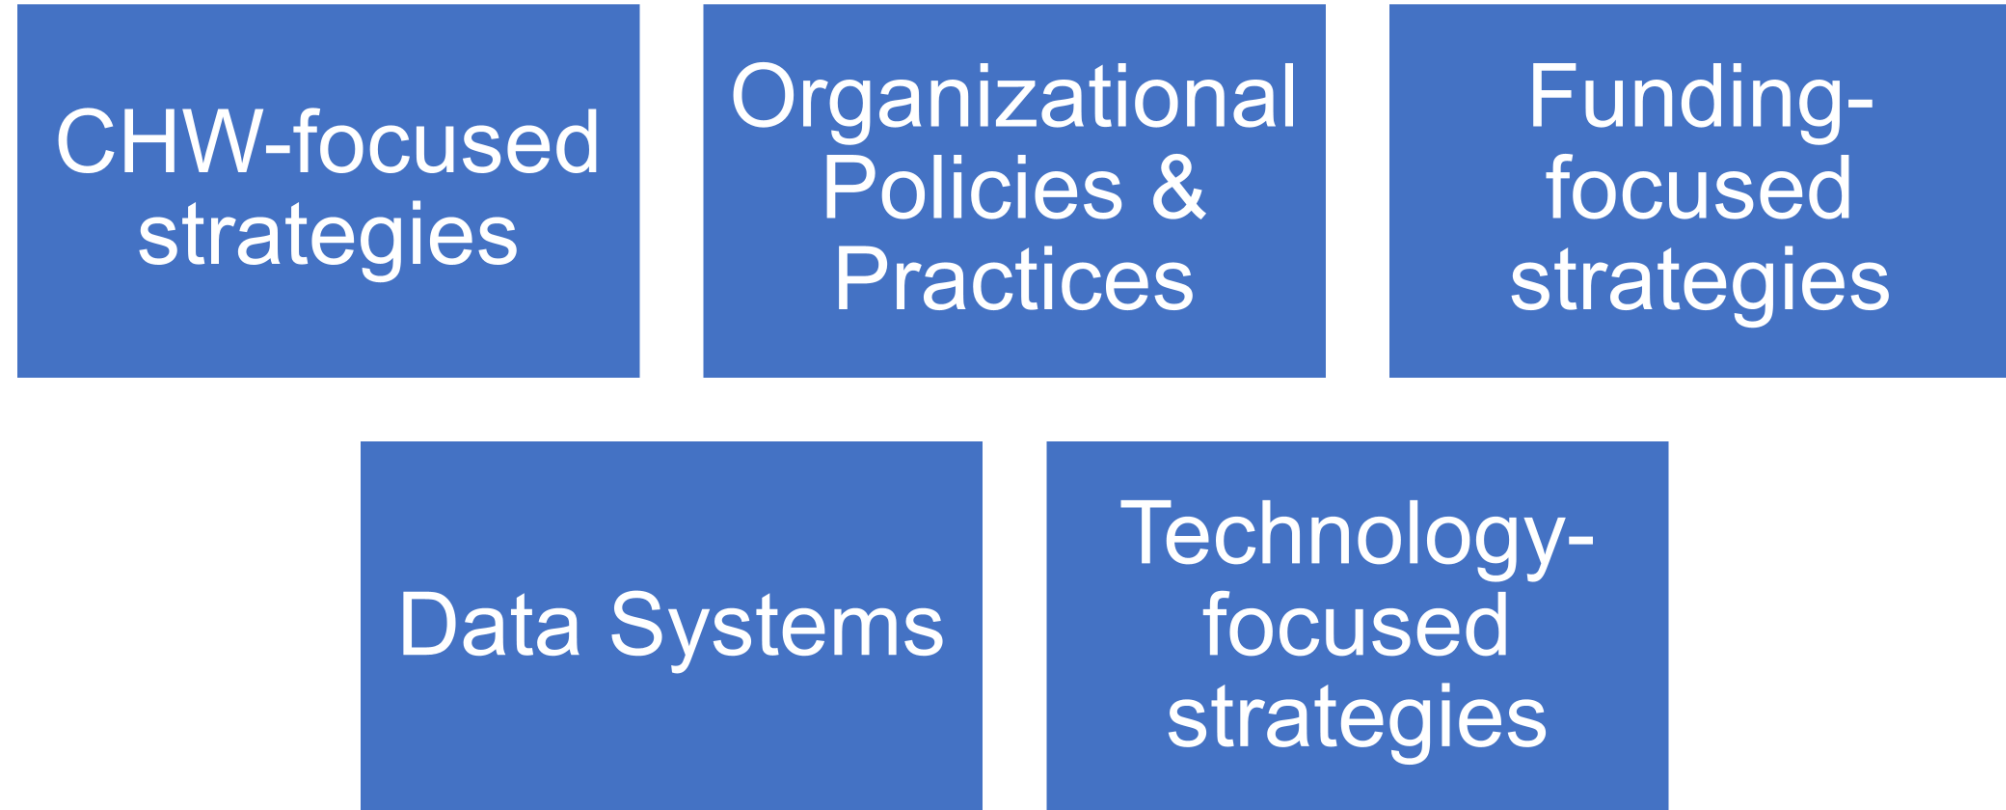 CHW-focused
strategies
Organizational
Policies &
Practices
Funding-
focused
strategies
Data Systems
Technology-
focused
strategies